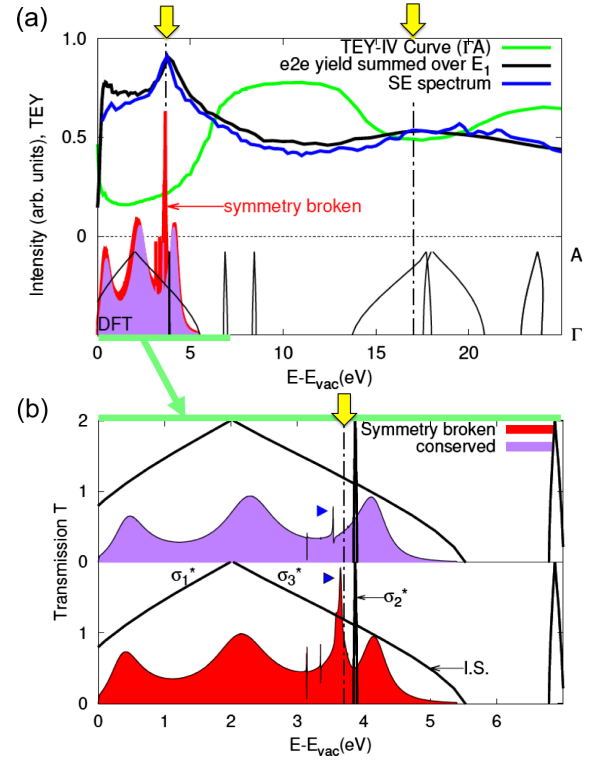 (a)
1.0
TEY-IV Curve (ΓA)
e2e yield summed over E1
SE spectrum
0.5
symmetry broken
0
A
DFT
Γ
0 5 10 15 20
Intensity (arb. units), TEY
E-Evac(eV)
(b)
2
Symmetry broken
conserved
1
0
σ1* σ3*
σ2*
1
I.S.
0
0 1 2 3 4 5 6
Transmission T
E-Evac(eV)